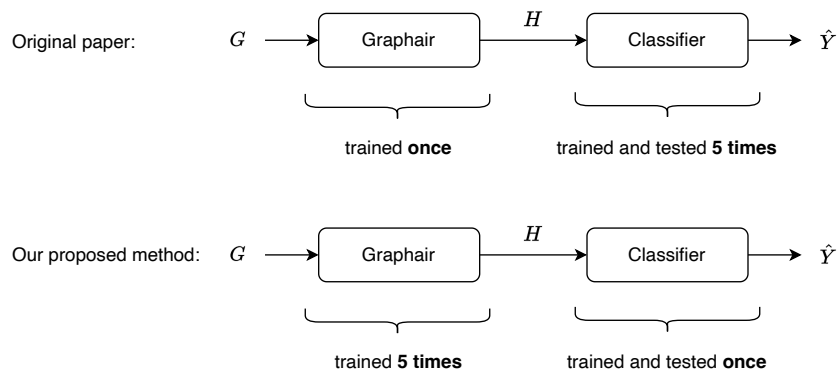 H
Original paper: G Graphair Classifier Ŷ
trained once trained and tested 5 times
H
Our proposed method: G Graphair Classifier Ŷ
trained 5 times trained and tested once